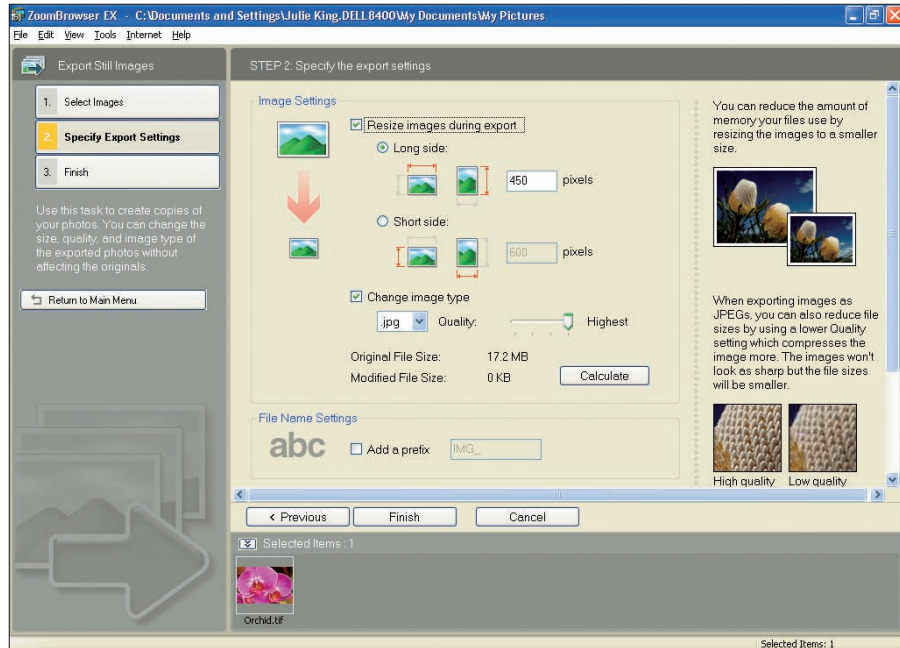 ZoomBrowser EX - C:\Documents and Settings\Julie King.DELL8400\My Documents\My Pictures
File Edit View Tools Internet Help
Export Still Images
1. Select Images
2. Specify Export Settings
3. Finish
Use this task to create copies of
your photos. You can change the
size, quality, and image type of
the exported photos without
affecting the originals.
Return to Main Menu
STEP 2: Specify the export settings
Image Settings
Resize images during export
Long side:
450 pixels
Short side:
600 pixels
Change image type
.jpg Quality: Highest
Original File Size: 17.2 MB
Modified File Size: 0 KB Calculate
File Name Settings
abc Add a prefix IMG_
You can reduce the amount of
memory your files use by
resizing the images to a smaller
size.
When exporting images as
JPEGs, you can also reduce file
sizes by using a lower Quality
setting which compresses the
image more. The images won't
look as sharp but the file sizes
will be smaller.
High quality Low quality
< Previous Finish Cancel
Selected Items : 1
Orchid.tif
Selected Items: 1